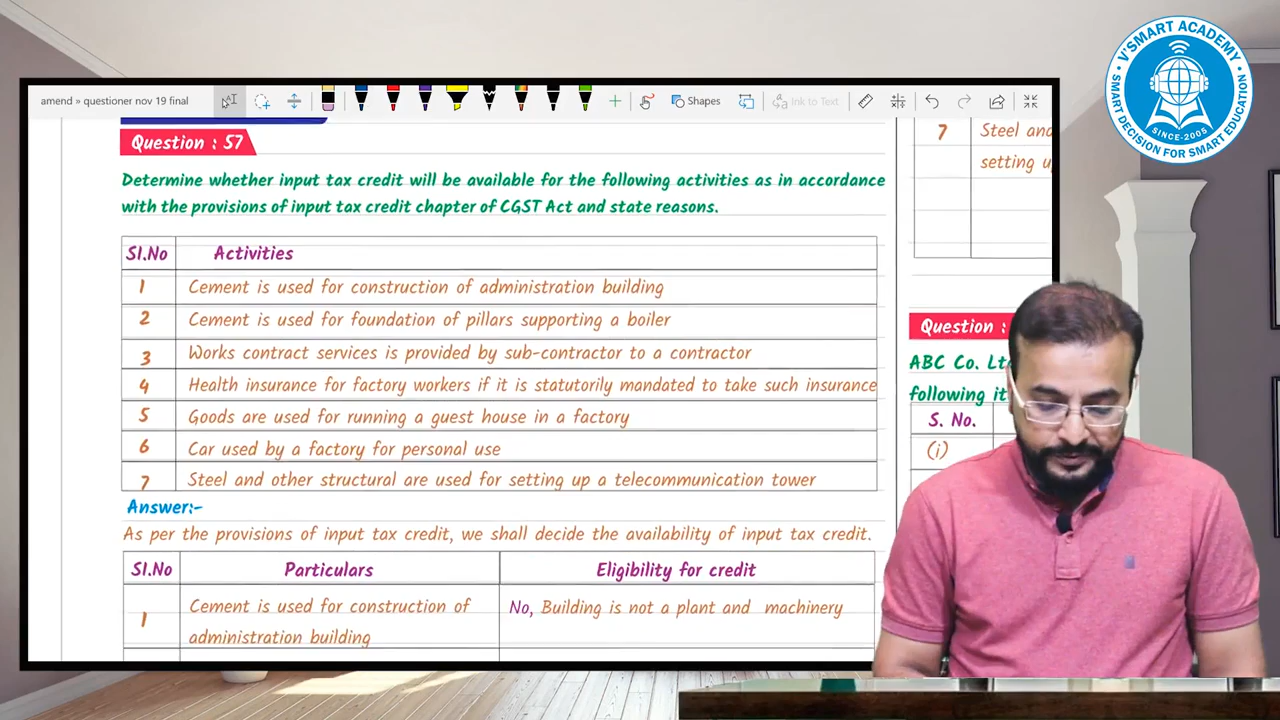 V'SMART ACADEMY
SINCE-2005
SMART DECISION FOR SMART EDUCATION
amend » questioner nov 19 final
Shapes
Ink to Text
Question : 57
Determine whether input tax credit will be available for the following activities as in accordance
with the provisions of input tax credit chapter of CGST Act and state reasons.
Sl.No Activities
1 Cement is used for construction of administration building
2 Cement is used for foundation of pillars supporting a boiler
3 Works contract services is provided by sub-contractor to a contractor
4 Health insurance for factory workers if it is statutorily mandated to take such insurance
5 Goods are used for running a guest house in a factory
6 Car used by a factory for personal use
7 Steel and other structural are used for setting up a telecommunication tower
Answer:-
As per the provisions of input tax credit, we shall decide the availability of input tax credit.
Sl.No Particulars Eligibility for credit
1 Cement is used for construction of
administration building
No, Building is not a plant and machinery
7 Steel and
setting
Question :
ABC Co.
following
S. No.
(i)